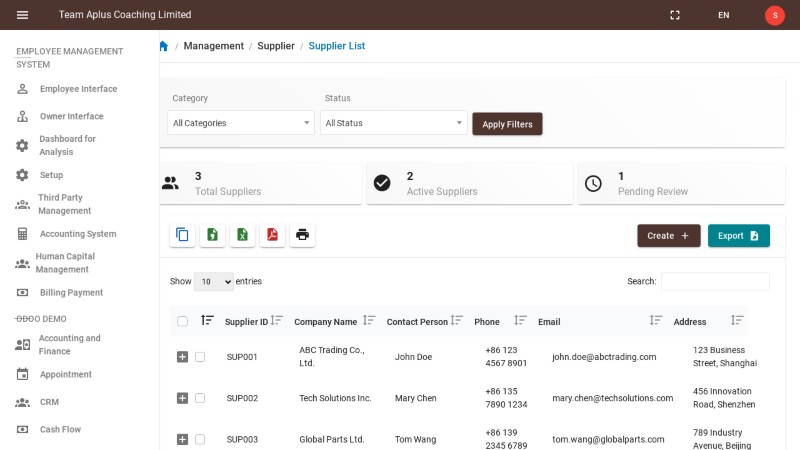 Team Aplus Coaching Limited
EN
S
EMPLOYEE MANAGEMENT
SYSTEM
Employee Interface
Owner Interface
Dashboard for
Analysis
Setup
Third Party
Management
Accounting System
Human Capital
Management
Billing Payment
ODOO DEMO
Accounting and
Finance
Appointment
CRM
Cash Flow
/ Management / Supplier / Supplier List
Category
Status
All Categories
All Status
Apply Filters
3
Total Suppliers
2
Active Suppliers
1
Pending Review
Create +
Export
Show 10 entries
Search:
Supplier ID Company Name Contact Person Phone Email Address
SUP001
ABC Trading Co.,
Ltd.
John Doe
+86 123
4567 8901
john.doe@abctrading.com
123 Business
Street, Shanghai
SUP002
Tech Solutions Inc.
Mary Chen
+86 135
7890 1234
mary.chen@techsolutions.com
456 Innovation
Road, Shenzhen
SUP003
Global Parts Ltd.
Tom Wang
+86 139
2345 6789
tom.wang@globalparts.com
789 Industry
Avenue, Beijing